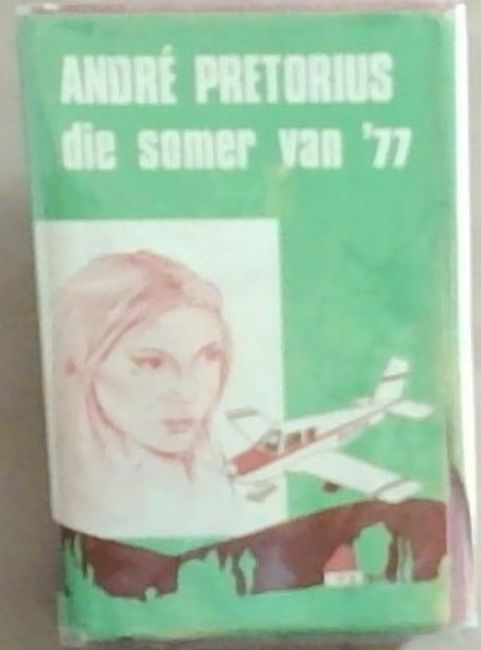 ANDRÉ PRETORIUS
die somer van '77